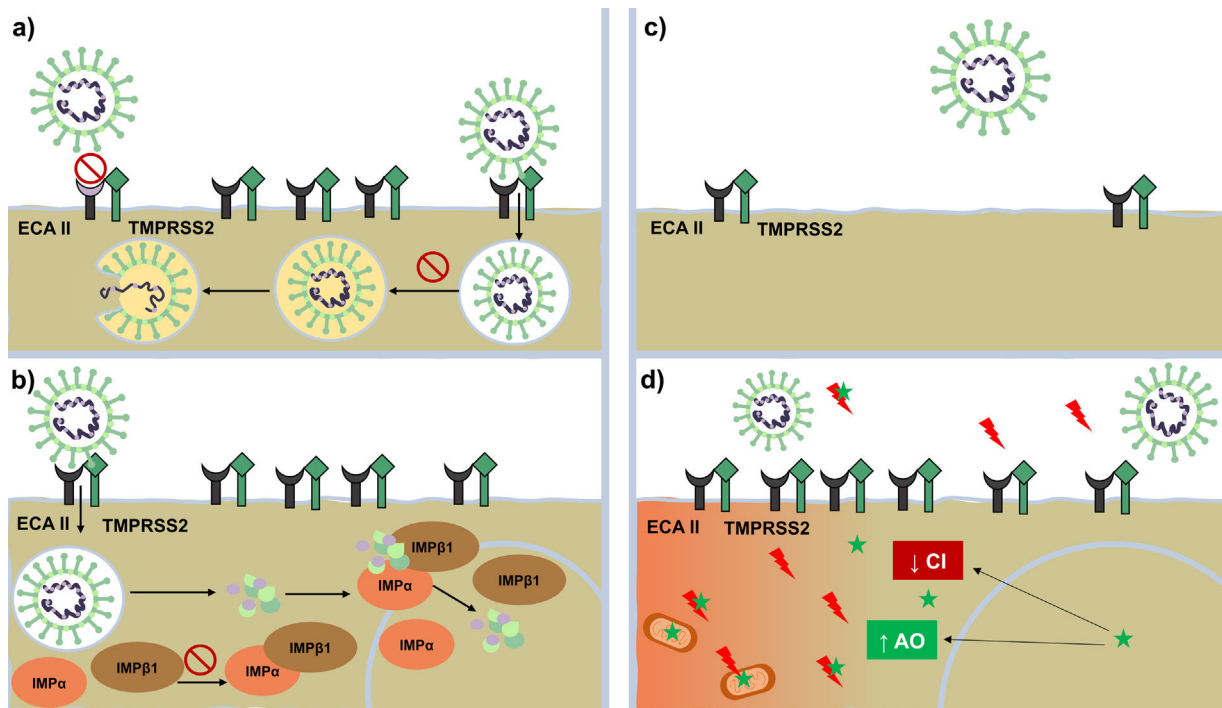 a)
ECA II
TMPRSS2
b)
ECA II
TMPRSS2
IMPβ1
IMPα
IMPβ1
IMPβ1
IMPβ1
IMPα
IMPα
IMPα
c)
ECA II
TMPRSS2
d)
ECA II
TMPRSS2
↓ CI
↑ AO